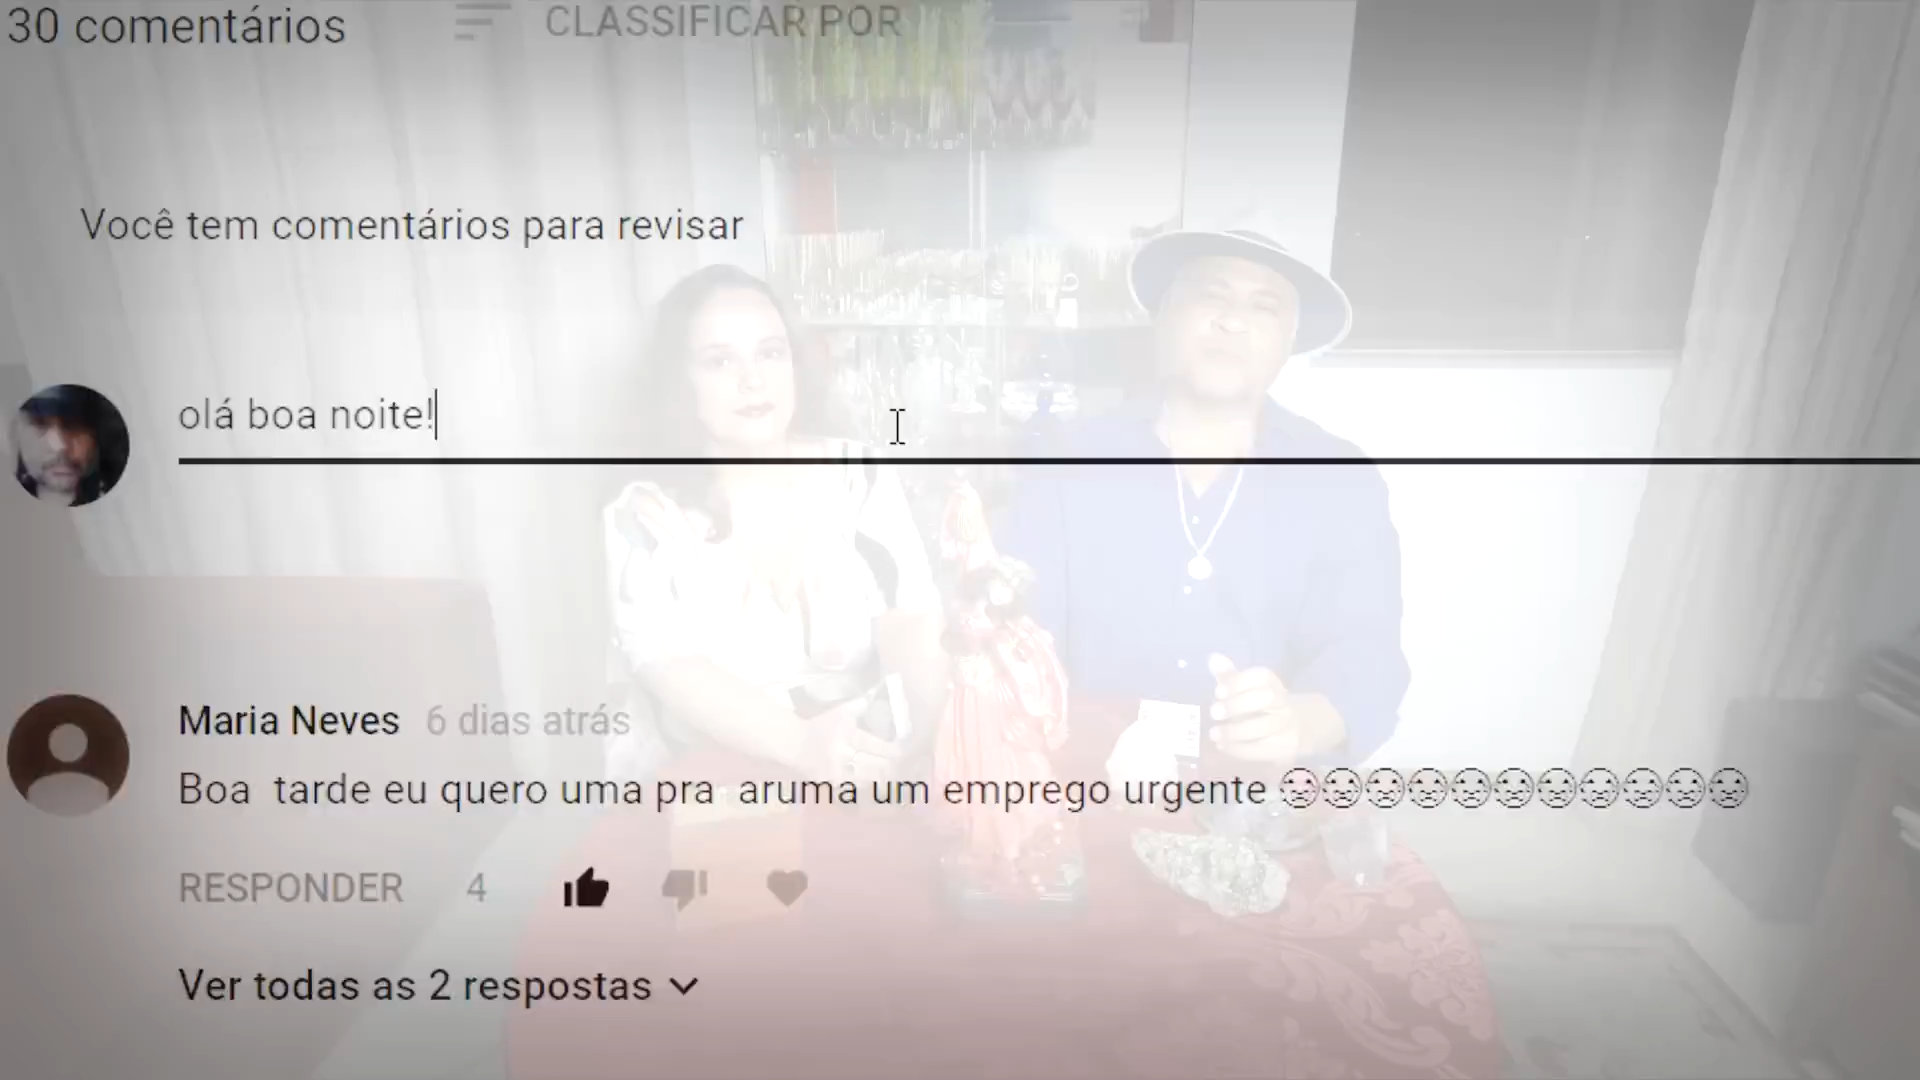 30 comentários
CLASSIFICAR POR
Você tem comentários para revisar
olá boa noite!
Maria Neves 6 dias atrás
Boa tarde eu quero uma pra aruma um emprego urgente 😥😥😥😥😥😥😥😥😥😥😥
RESPONDER 4
Ver todas as 2 respostas